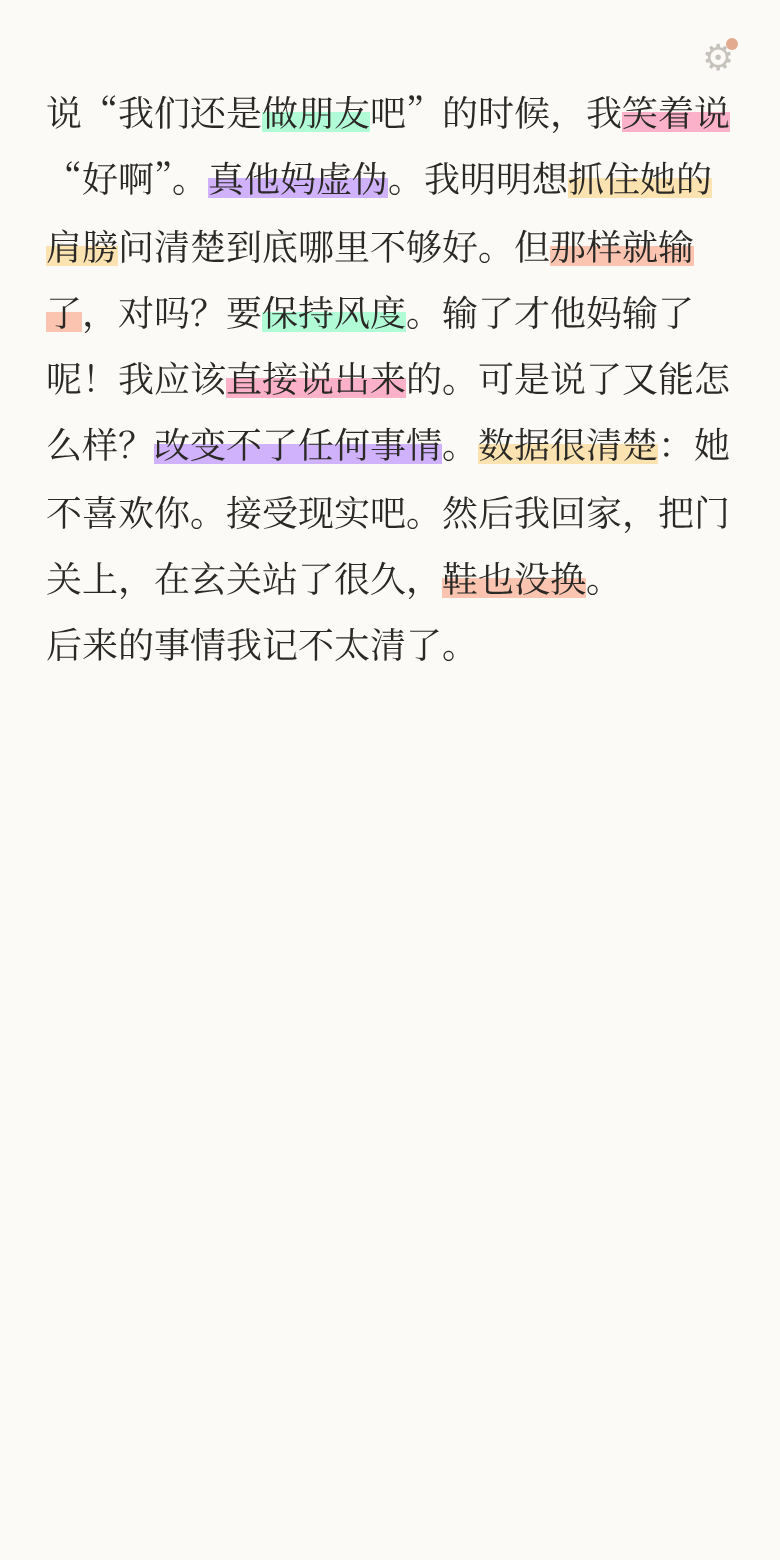 说“我们还是做朋友吧”的时候，我笑着说
“好啊”。真他妈虚伪。我明明想抓住她的
肩膀问清楚到底哪里不够好。但那样就输
了，对吗？要保持风度。输了才他妈输了
呢！我应该直接说出来的。可是说了又能怎
么样？改变不了任何事情。数据很清楚：她
不喜欢你。接受现实吧。然后我回家，把门
关上，在玄关站了很久，鞋也没换。
后来的事情我记不太清了。